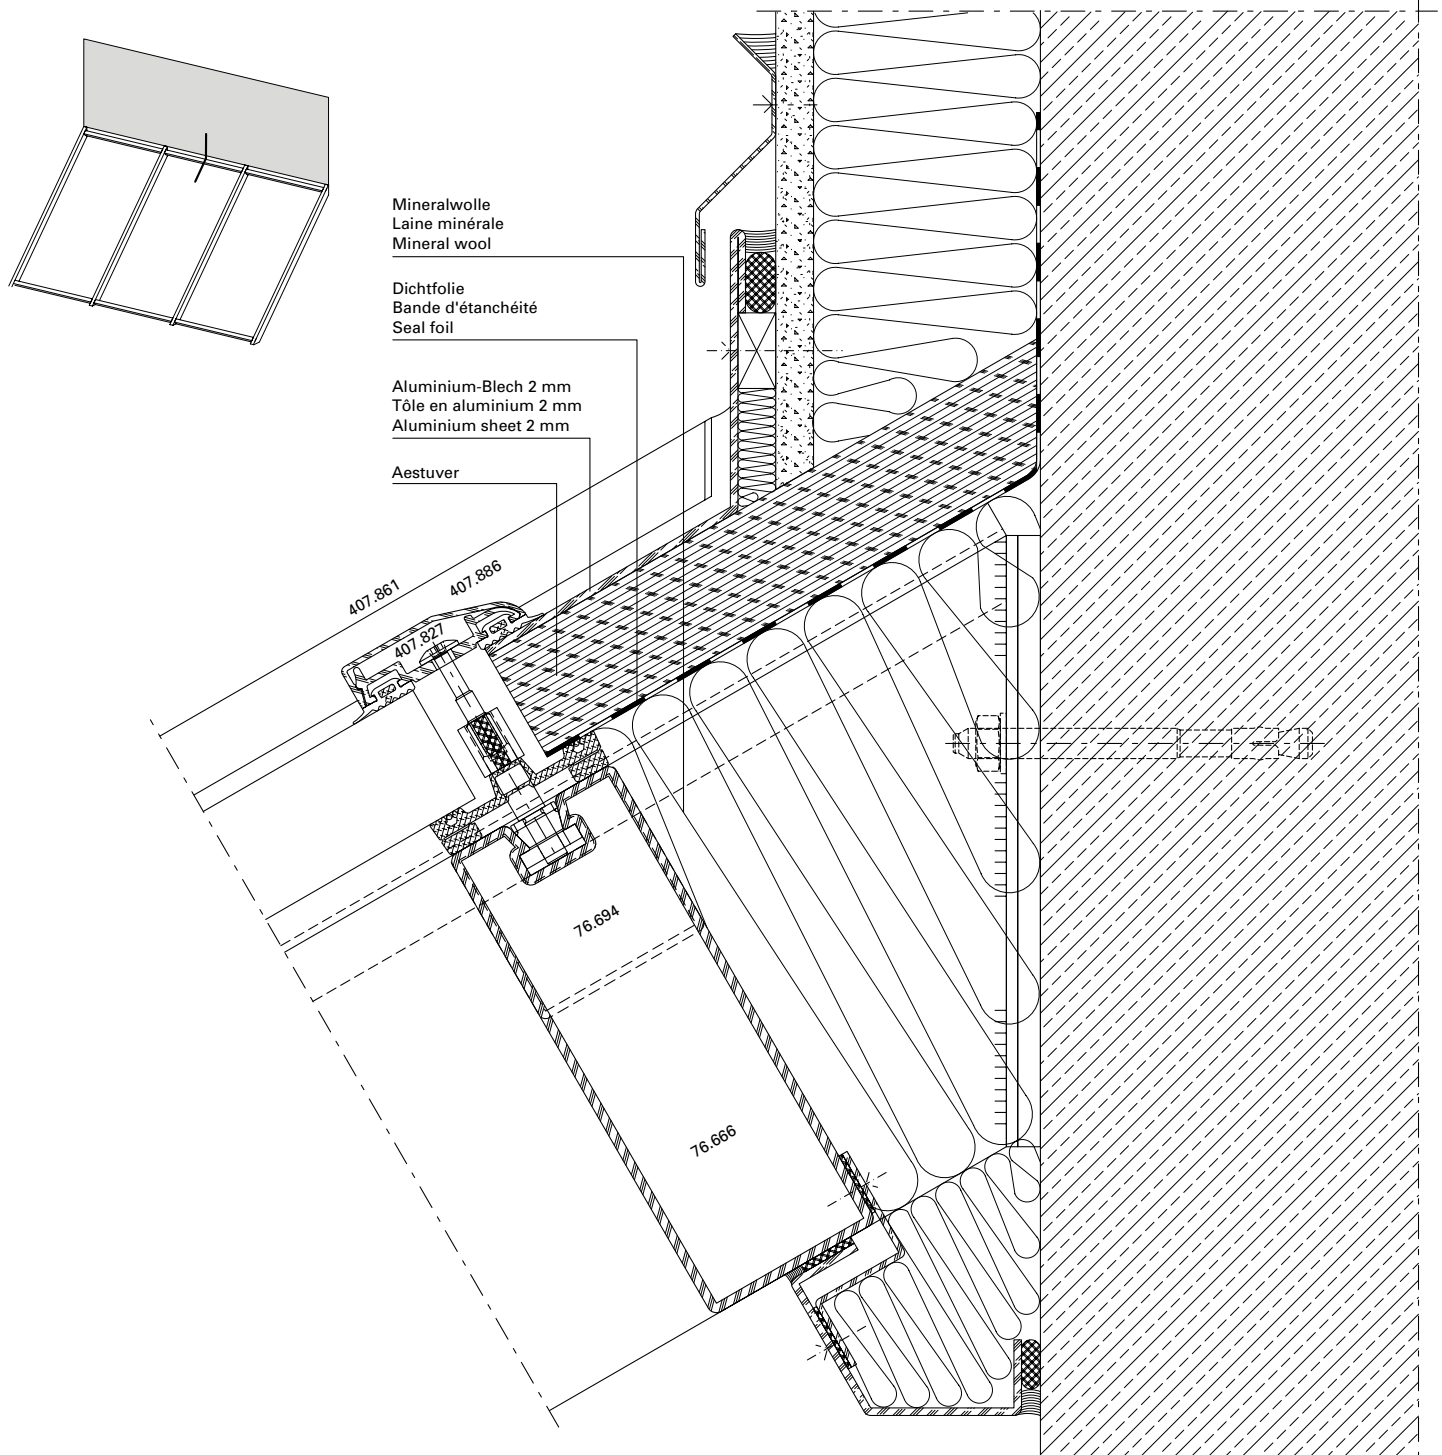 Mineralwolle
Laine minérale
Mineral wool
Dichtfolie
Bande d'étanchéité
Seal foil
Aluminium-Blech 2 mm
Tôle en aluminium 2 mm
Aluminium sheet 2 mm
Aestuver
407.861
407.886
407.827
76.694
76.666